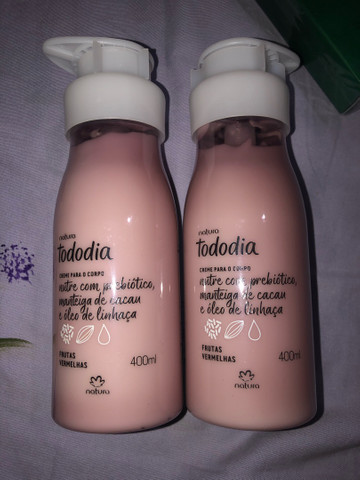 natura
tododia
CREME PARA O CORPO
nutre com prebiótico,
manteiga de cacau
e óleo de linhaça
FRUTAS
VERMELHAS
400ml
natura
natura
tododia
CREME PARA O CORPO
nutre com prebiótico,
manteiga de cacau
e óleo de linhaça
FRUTAS
VERMELHAS
400ml
natura